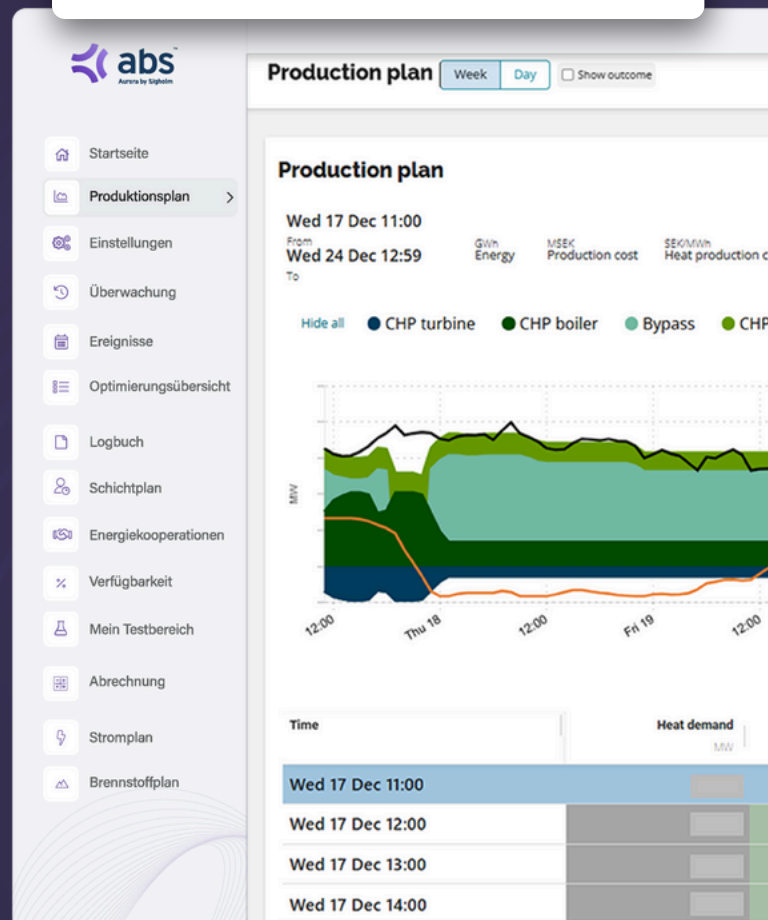 abs™
Aurora by Sigholm
Startseite
Produktionsplan
Einstellungen
Überwachung
Ereignisse
Optimierungsübersicht
Logbuch
Schichtplan
Energiekooperationen
Verfügbarkeit
Mein Testbereich
Abrechnung
Stromplan
Brennstoffplan
Production plan Week Day Show outcome
Production plan
Wed 17 Dec 11:00
From
Wed 24 Dec 12:59
To
GWh
Energy
MSEK
Production cost
SEK/MWh
Heat production c
Hide all CHP turbine CHP boiler Bypass CHP
MW
12:00 Thu 18 12:00 Fri 19 12:00
Time Heat demand
MW
Wed 17 Dec 11:00
Wed 17 Dec 12:00
Wed 17 Dec 13:00
Wed 17 Dec 14:00